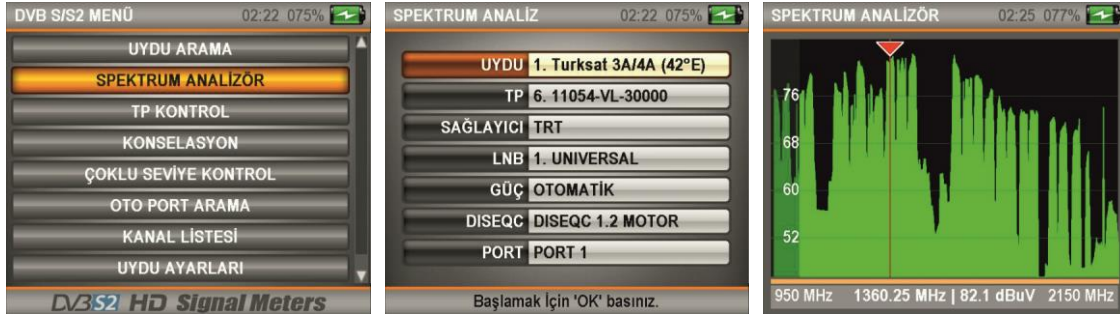 DVB S/S2 MENÜ 02:22 075%
UYDU ARAMA
SPEKTRUM ANALİZÖR
TP KONTROL
KONSELASYON
ÇOKLU SEVİYE KONTROL
OTO PORT ARAMA
KANAL LİSTESİ
UYDU AYARLARI
DVB S2 HD Signal Meters
SPEKTRUM ANALİZ 02:22 075%
UYDU 1. Turksat 3A/4A (42ºE)
TP 6. 11054-VL-30000
SAĞLAYICI TRT
LNB 1. UNIVERSAL
GÜÇ OTOMATİK
DISEQC DISEQC 1.2 MOTOR
PORT PORT 1
Başlamak İçin 'OK' basınız.
SPEKTRUM ANALİZÖR 02:25 077%
76
68
60
52
950 MHz 1360.25 MHz | 82.1 dBuV 2150 MHz